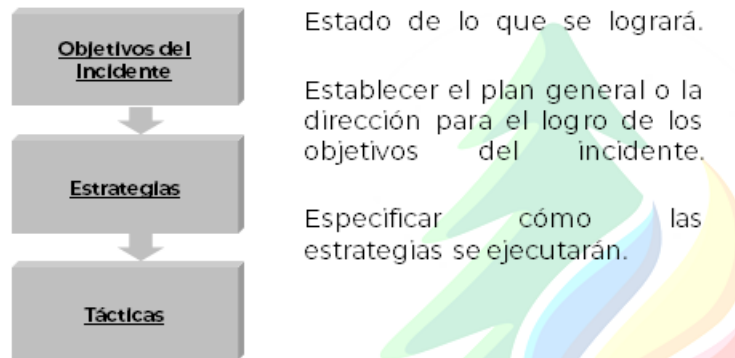 Objetivos del
Incidente
Estrategias
Tácticas
Estado de lo que se logrará.
Establecer el plan general o la
dirección para el logro de los
objetivos del incidente.
Especificar cómo las
estrategias se ejecutarán.